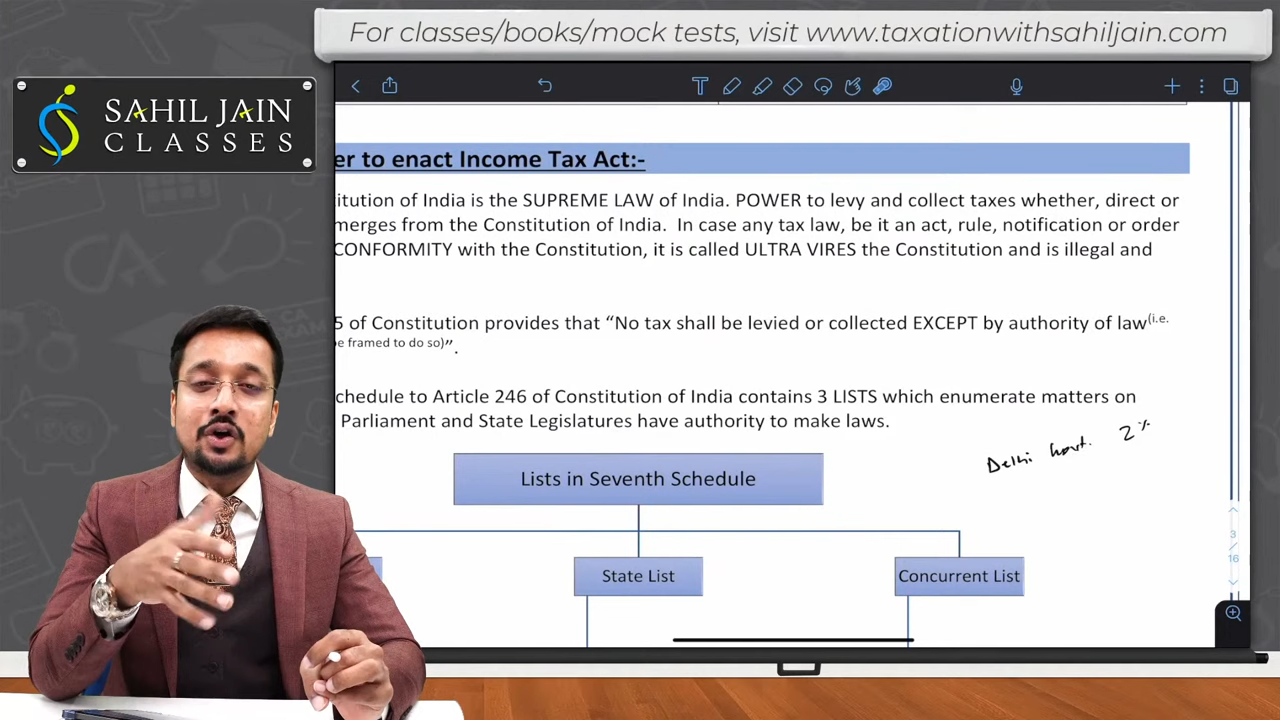 For classes/books/mock tests, visit www.taxationwithsahiljain.com
SAHIL JAIN
CLASSES
er to enact Income Tax Act:-
titution of India is the SUPREME LAW of India. POWER to levy and collect taxes whether, direct or
merges from the Constitution of India. In case any tax law, be it an act, rule, notification or order
CONFORMITY with the Constitution, it is called ULTRA VIRES the Constitution and is illegal and
5 of Constitution provides that “No tax shall be levied or collected EXCEPT by authority of law(i.e.
be framed to do so)”.
chedule to Article 246 of Constitution of India contains 3 LISTS which enumerate matters on
Parliament and State Legislatures have authority to make laws.
Delhi Govt. 2%
Lists in Seventh Schedule
State List
Concurrent List
3
/
16